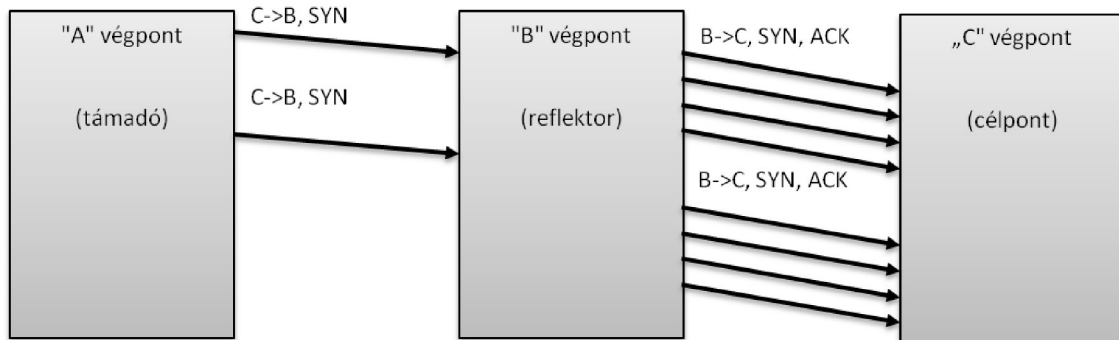 "A" végpont
(támadó)
C->B, SYN
C->B, SYN
"B" végpont
(reflektor)
B->C, SYN, ACK
B->C, SYN, ACK
„C" végpont
(célpont)